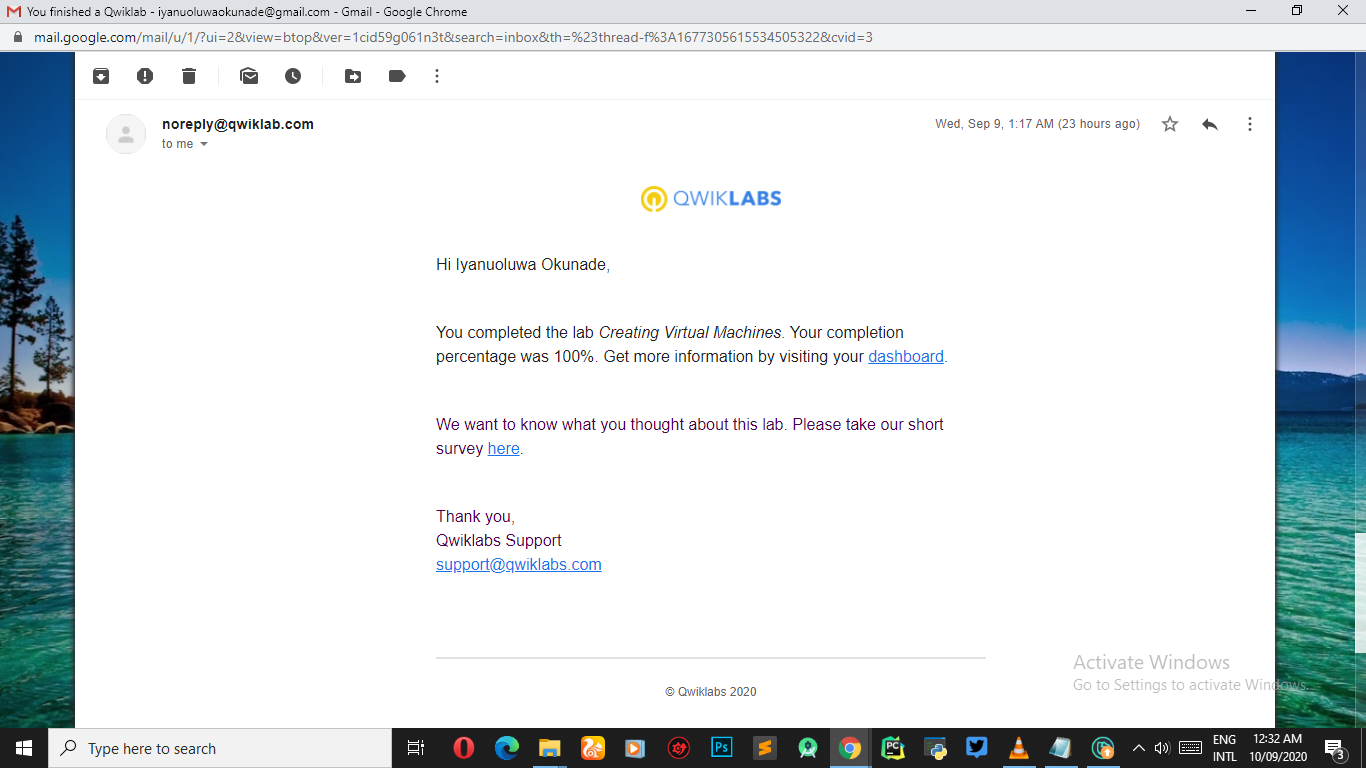 You finished a Qwiklab - iyanuoluwaokunade@gmail.com - Gmail - Google Chrome
mail.google.com/mail/u/1/?ui=2&view=btop&ver=1cid59g061n3t&search=inbox&th=%23thread-f%3A1677305615534505322&cvid=3
noreply@qwiklab.com
Wed, Sep 9, 1:17 AM (23 hours ago)
to me
QWIKLABS
Hi Iyanuoluwa Okunade,
You completed the lab Creating Virtual Machines. Your completion
percentage was 100%. Get more information by visiting your dashboard.
We want to know what you thought about this lab. Please take our short
survey here.
Thank you,
Qwiklabs Support
support@qwiklabs.com
Activate Windows
Go to Settings to activate Windows.
© Qwiklabs 2020
Type here to search
Ps
PC
ENG
INTL
12:32 AM
10/09/2020
3